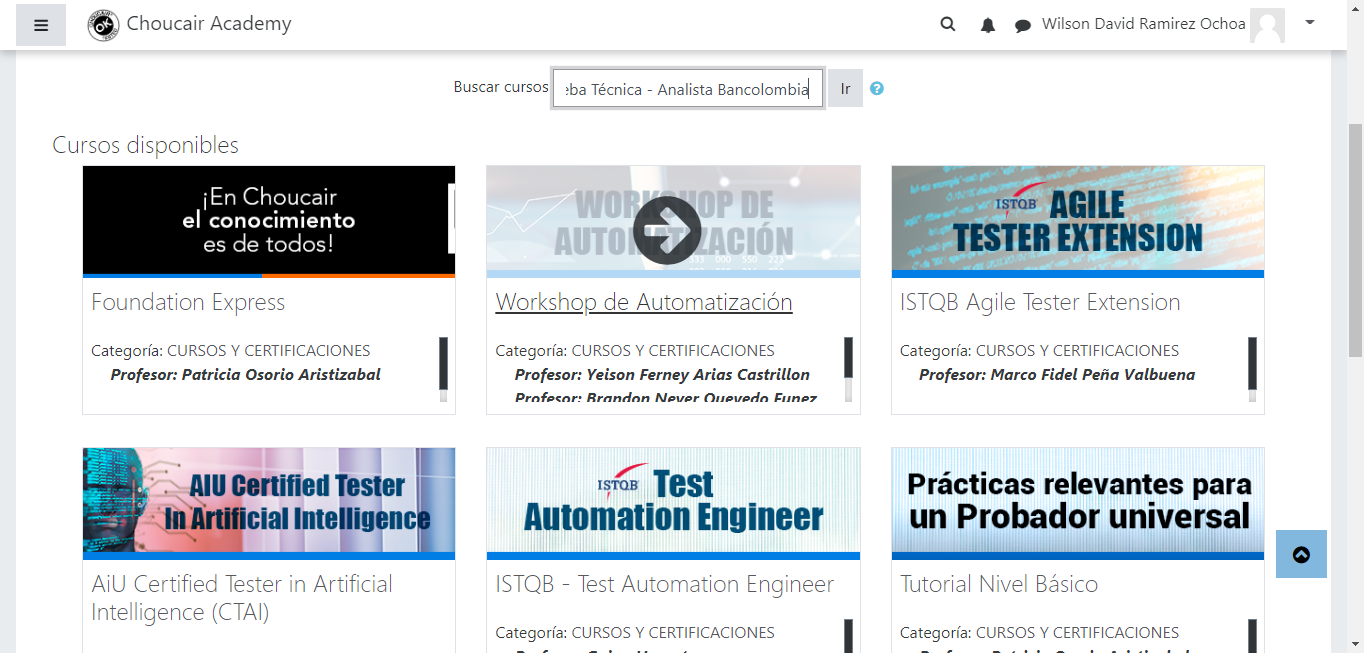 Choucair Academy
Wilson David Ramirez Ochoa
Buscar cursos
eba Técnica - Analista Bancolombia
Ir
Cursos disponibles
¡En Choucair
el conocimiento
es de todos!
Foundation Express
Categoría: CURSOS Y CERTIFICACIONES
Profesor: Patricia Osorio Aristizabal
WORKSHOP DE
AUTOMATIZACIÓN
Workshop de Automatización
Categoría: CURSOS Y CERTIFICACIONES
Profesor: Yeison Ferney Arias Castrillon
Profesor: Brandon Never Quevedo Funez
ISTQB AGILE
TESTER EXTENSION
ISTQB Agile Tester Extension
Categoría: CURSOS Y CERTIFICACIONES
Profesor: Marco Fidel Peña Valbuena
AIU Certified Tester
In Artificial Intelligence
AiU Certified Tester in Artificial
Intelligence (CTAI)
ISTQB Test
Automation Engineer
ISTQB - Test Automation Engineer
Categoría: CURSOS Y CERTIFICACIONES
Prácticas relevantes para
un Probador universal
Tutorial Nivel Básico
Categoría: CURSOS Y CERTIFICACIONES